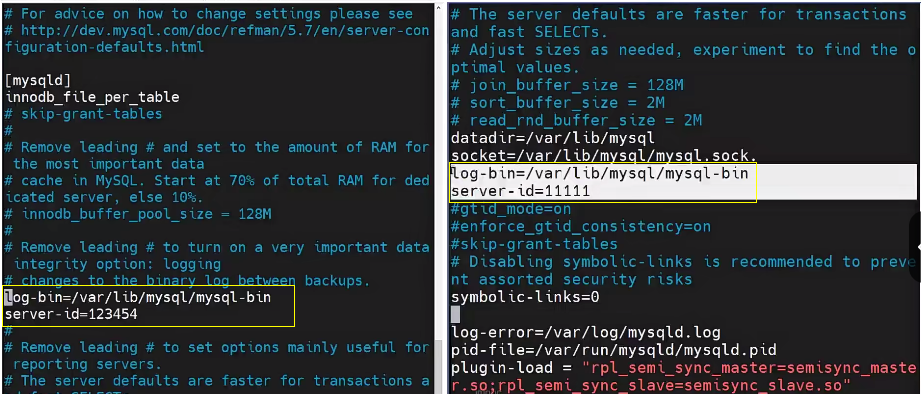 # For advice on how to change settings please see
# http://dev.mysql.com/doc/refman/5.7/en/server-con
figuration-defaults.html
[mysqld]
innodb_file_per_table
# skip-grant-tables
#
# Remove leading # and set to the amount of RAM for
 the most important data
# cache in MySQL. Start at 70% of total RAM for ded
icated server, else 10%.
# innodb_buffer_pool_size = 128M
#
# Remove leading # to turn on a very important data
 integrity option: logging
# changes to the binary log between backups.
log-bin=/var/lib/mysql/mysql-bin
server-id=123454
#
# Remove leading # to set options mainly useful for
 reporting servers.
# The server defaults are faster for transactions a
# The server defaults are faster for transactions
and fast SELECTs.
# Adjust sizes as needed, experiment to find the o
ptimal values.
# join_buffer_size = 128M
# sort_buffer_size = 2M
# read_rnd_buffer_size = 2M
datadir=/var/lib/mysql
socket=/var/lib/mysql/mysql.sock.
log-bin=/var/lib/mysql/mysql-bin
server-id=11111
#gtid_mode=on
#enforce_gtid_consistency=on
#skip-grant-tables
# Disabling symbolic-links is recommended to preve
nt assorted security risks
symbolic-links=0
log-error=/var/log/mysqld.log
pid-file=/var/run/mysqld/mysqld.pid
plugin-load = "rpl_semi_sync_master=semisync_maste
r.so;rpl_semi_sync_slave=semisync_slave.so"